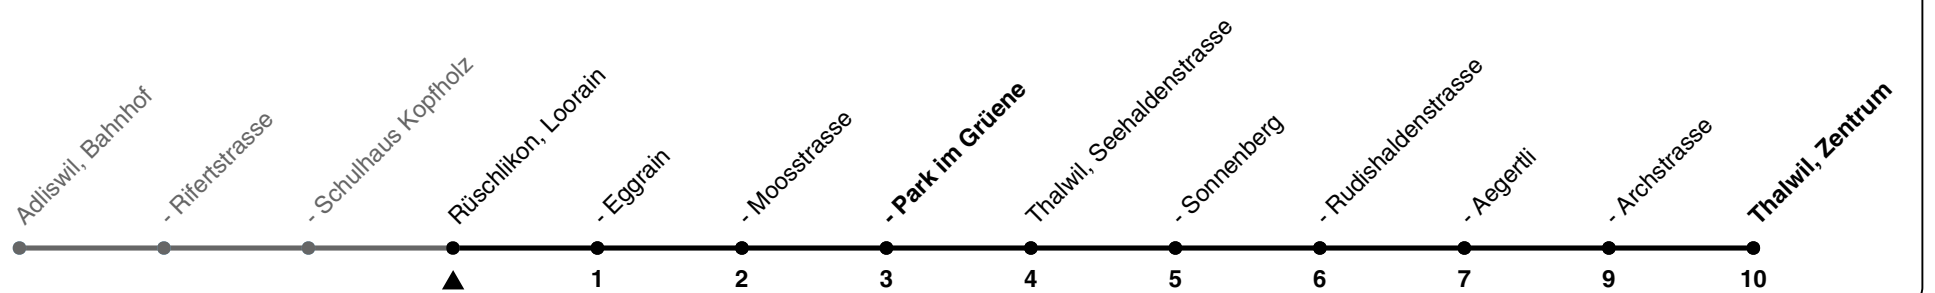 Adliswil, Bahnhof
- Rifertstrasse
- Schulhaus Kopfholz
Rüschlikon, Loorain
- Eggrain
- Moosstrasse
- Park im Grüene
Thalwil, Seehaldenstrasse
- Sonnenberg
- Rudishaldenstrasse
- Aegertli
- Archstrasse
Thalwil, Zentrum
1 2 3 4 5 6 7 9 10